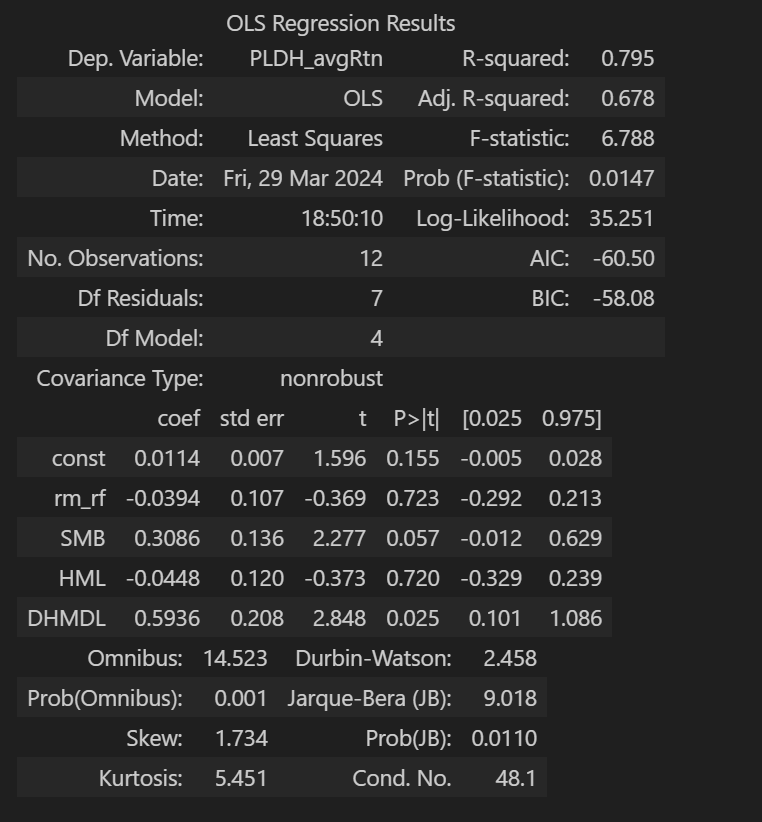 OLS Regression Results
Dep. Variable: PLDH_avgRtn R-squared: 0.795
Model: OLS Adj. R-squared: 0.678
Method: Least Squares F-statistic: 6.788
Date: Fri, 29 Mar 2024 Prob (F-statistic): 0.0147
Time: 18:50:10 Log-Likelihood: 35.251
No. Observations: 12 AIC: -60.50
Df Residuals: 7 BIC: -58.08
Df Model: 4
Covariance Type: nonrobust
coef std err t P>|t| [0.025 0.975]
const 0.0114 0.007 1.596 0.155 -0.005 0.028
rm_rf -0.0394 0.107 -0.369 0.723 -0.292 0.213
SMB 0.3086 0.136 2.277 0.057 -0.012 0.629
HML -0.0448 0.120 -0.373 0.720 -0.329 0.239
DHMDL 0.5936 0.208 2.848 0.025 0.101 1.086
Omnibus: 14.523 Durbin-Watson: 2.458
Prob(Omnibus): 0.001 Jarque-Bera (JB): 9.018
Skew: 1.734 Prob(JB): 0.0110
Kurtosis: 5.451 Cond. No. 48.1